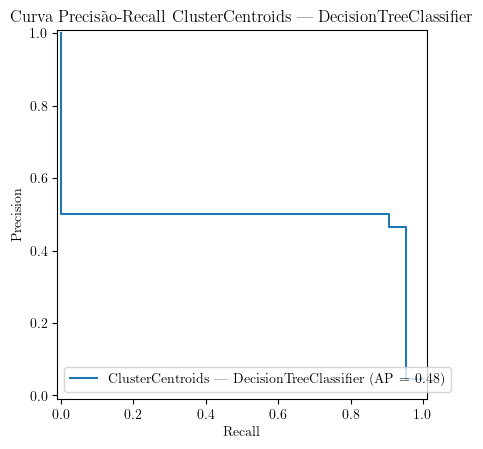 Curva Precisão-Recall ClusterCentroids — DecisionTreeClassifier
1.0
0.8
0.6
0.4
0.2
0.0
Precision
ClusterCentroids — DecisionTreeClassifier (AP = 0.48)
0.0 0.2 0.4 0.6 0.8 1.0
Recall